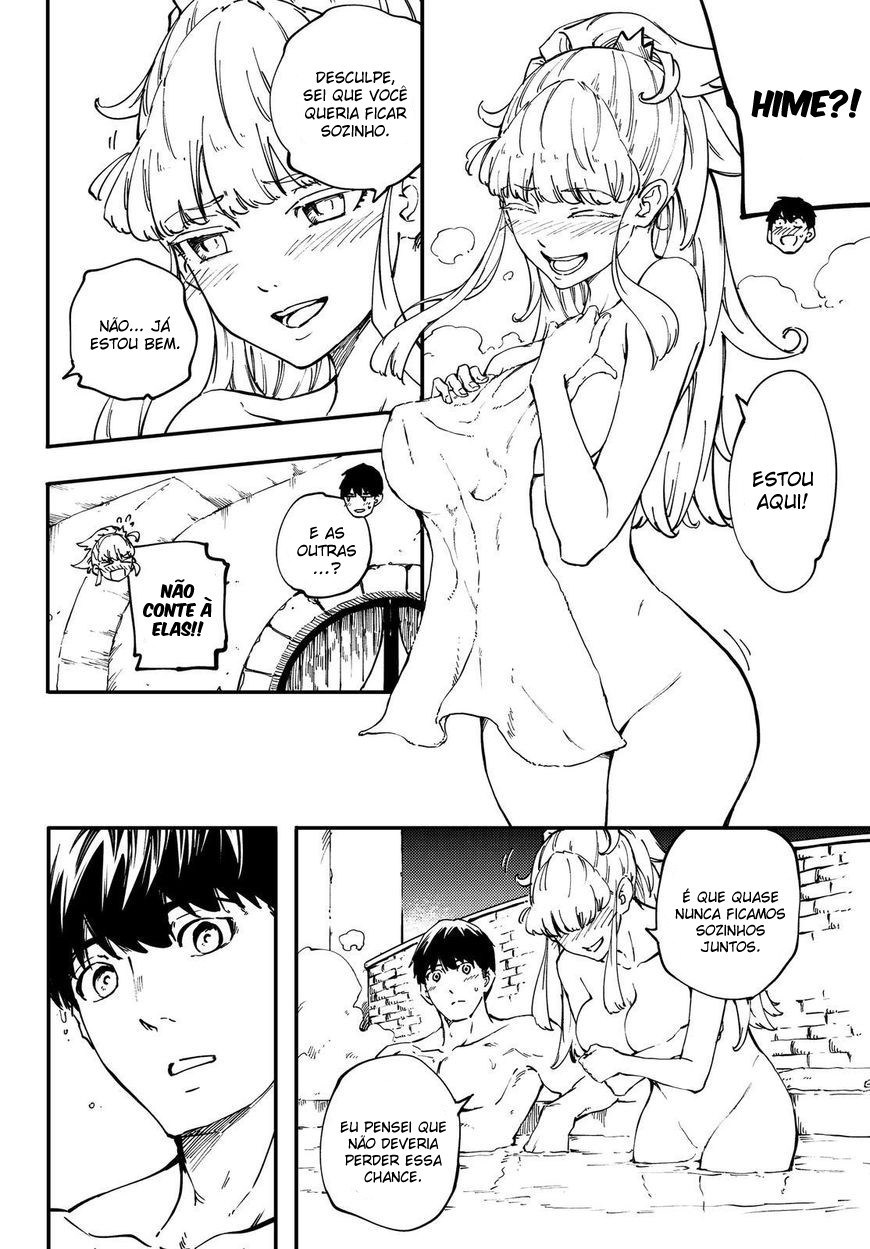 HIME?!
ESTOU
AQUI!
DESCULPE,
SEI QUE VOCÊ
QUERIA FICAR
SOZINHO.
NÃO... JÁ
ESTOU BEM.
E AS
OUTRAS
...?
NÃO
CONTE À
ELAS!!
É QUE QUASE
NUNCA FICAMOS
SOZINHOS
JUNTOS.
EU PENSEI QUE
NÃO DEVERIA
PERDER ESSA
CHANCE.